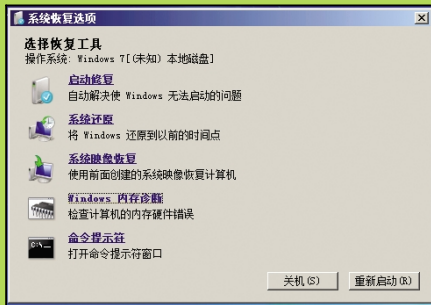 系统恢复选项
选择恢复工具
操作系统: Windows 7[(未知) 本地磁盘]
启动修复
自动解决使 Windows 无法启动的问题
系统还原
将 Windows 还原到以前的时间点
系统映像恢复
使用前面创建的系统映像恢复计算机
Windows 内存诊断
检查计算机的内存硬件错误
C:\_
命令提示符
打开命令提示符窗口
关机(S) 重新启动(R)